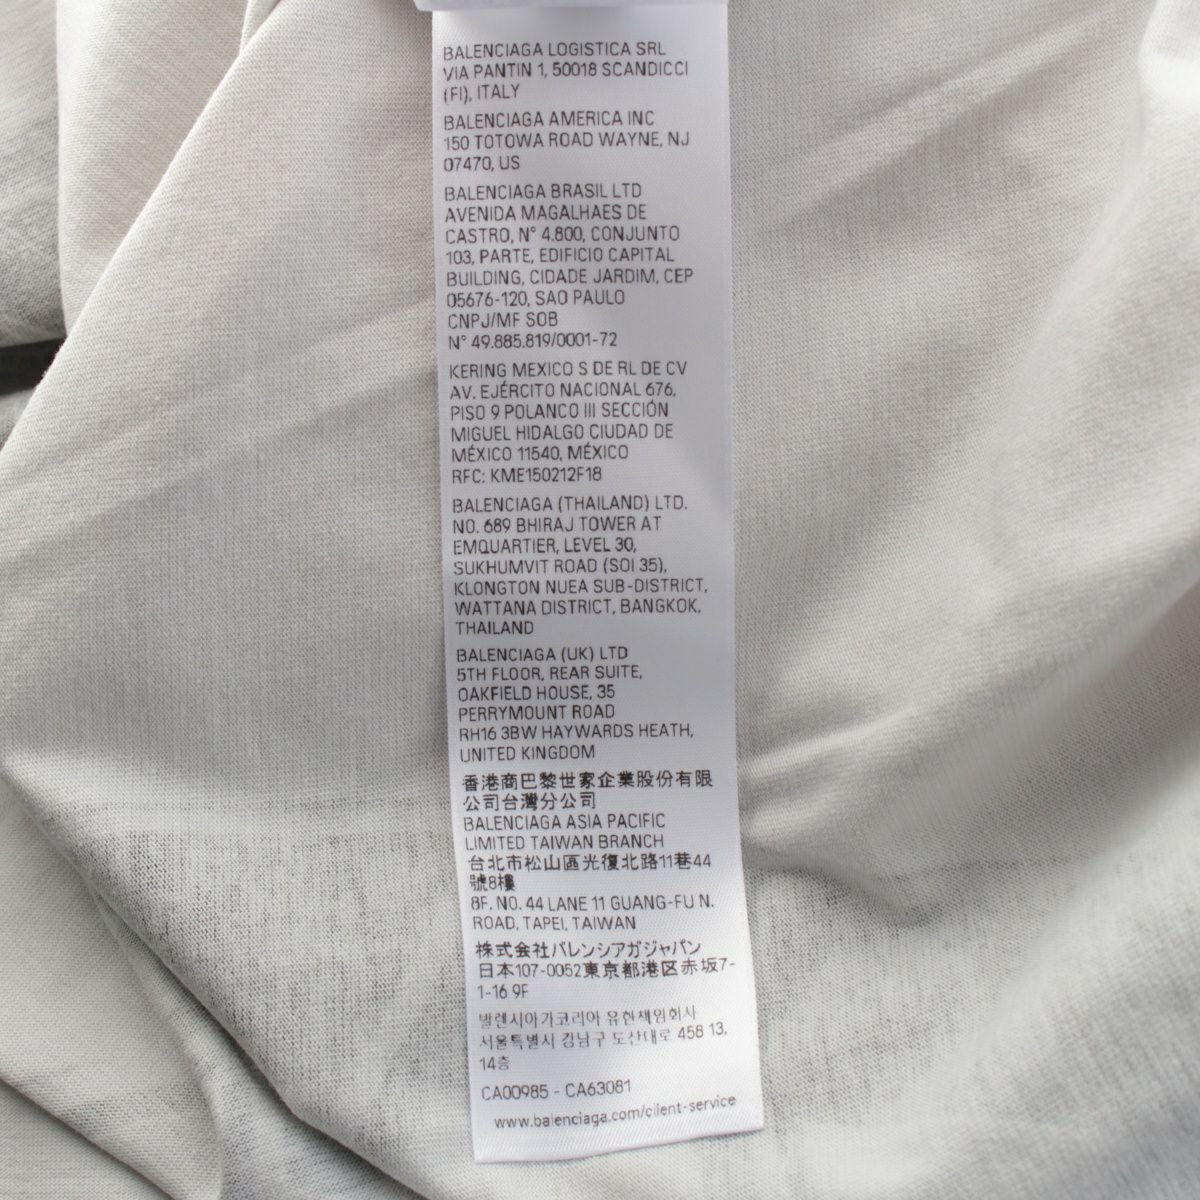 BALENCIAGA LOGISTICA SRL
VIA PANTIN 1, 50018 SCANDICCI
(FI), ITALY
BALENCIAGA AMERICA INC
150 TOTOWA ROAD WAYNE, NJ
07470, US
BALENCIAGA BRASIL LTD
AVENIDA MAGALHAES DE
CASTRO, N° 4.800, CONJUNTO
103, PARTE, EDIFICIO CAPITAL
BUILDING, CIDADE JARDIM, CEP
05676-120, SAO PAULO
CNPJ/MF SOB
N° 49.885.819/0001-72
KERING MEXICO S DE RL DE CV
AV. EJÉRCITO NACIONAL 676,
PISO 9 POLANCO III SECCIÓN
MIGUEL HIDALGO CIUDAD DE
MÉXICO 11540, MÉXICO
RFC: KME150212F18
BALENCIAGA (THAILAND) LTD.
NO. 689 BHIRAJ TOWER AT
EMQUARTIER, LEVEL 30,
SUKHUMVIT ROAD (SOI 35),
KLONGTON NUEA SUB-DISTRICT,
WATTANA DISTRICT, BANGKOK,
THAILAND
BALENCIAGA (UK) LTD
5TH FLOOR, REAR SUITE,
OAKFIELD HOUSE, 35
PERRYMOUNT ROAD
RH16 3BW HAYWARDS HEATH,
UNITED KINGDOM
香港商巴黎世家企業股份有限
公司台灣分公司
BALENCIAGA ASIA PACIFIC
LIMITED TAIWAN BRANCH
台北市松山區光復北路11巷44
號8樓
8F. NO. 44 LANE 11 GUANG-FU N.
ROAD, TAPEI, TAIWAN
株式会社バレンシアガジャパン
日本107-0052東京都港区赤坂7-
1-16 9F
발렌시아가코리아 유한책임회사
서울특별시 강남구 도산대로 458 13,
14층
CA00985 - CA63081
www.balenciaga.com/client-service